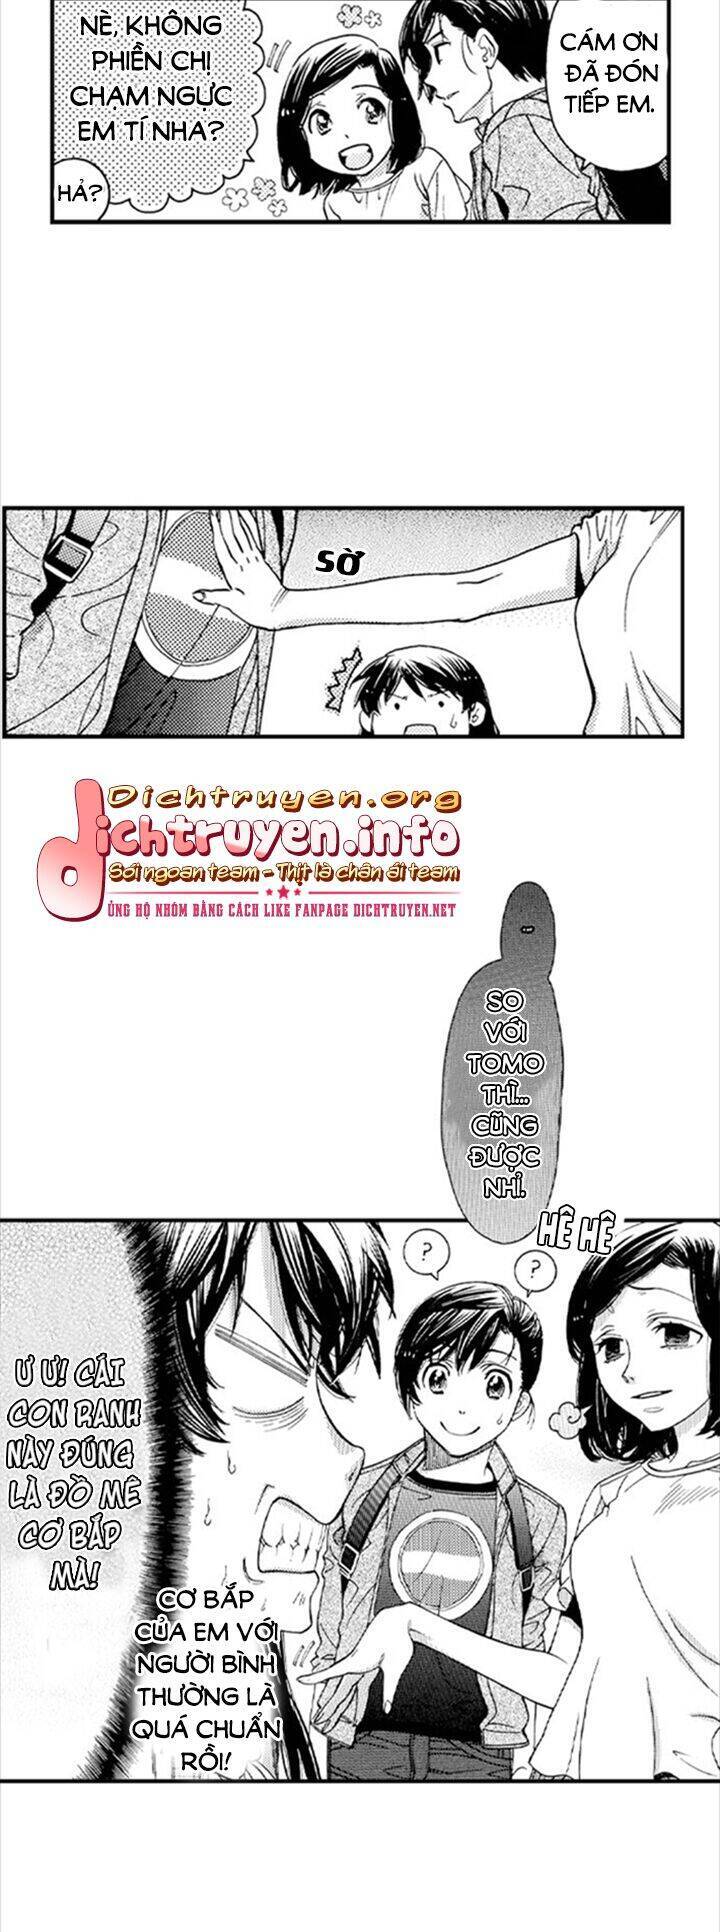 NÈ, KHÔNG
PHIỀN CHỊ
CHẠM NGỰC
EM TÍ NHA?
HẢ?
CÁM ƠN
ĐÃ ĐÓN
TIẾP EM.
SỜ
Dichtruyen.org
dichtruyen.info
Sói ngoan team - Thịt là chân ái team
ỦNG HỘ NHÓM BẰNG CÁCH LIKE FANPAGE DICHTRUYEN.NET
SO
VỚI
TOMO
THÌ...
CŨNG
ĐƯỢC
NHỈ.
HÊ HÊ
?
?
Ư Ư! CÁI
CON RANH
NÀY ĐÚNG
LÀ ĐỒ MÊ
CƠ BẮP
MÀ!
CƠ BẮP
CỦA EM VỚI
NGƯỜI BÌNH
THƯỜNG LÀ
QUÁ CHUẨN
RỒI!